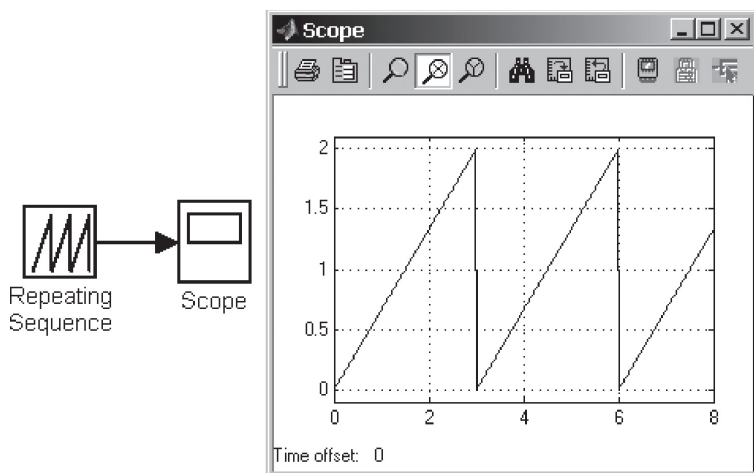 Scope
2
1.5
1
0.5
0
0 2 4 6 8
Time offset: 0
Repeating
Sequence
Scope